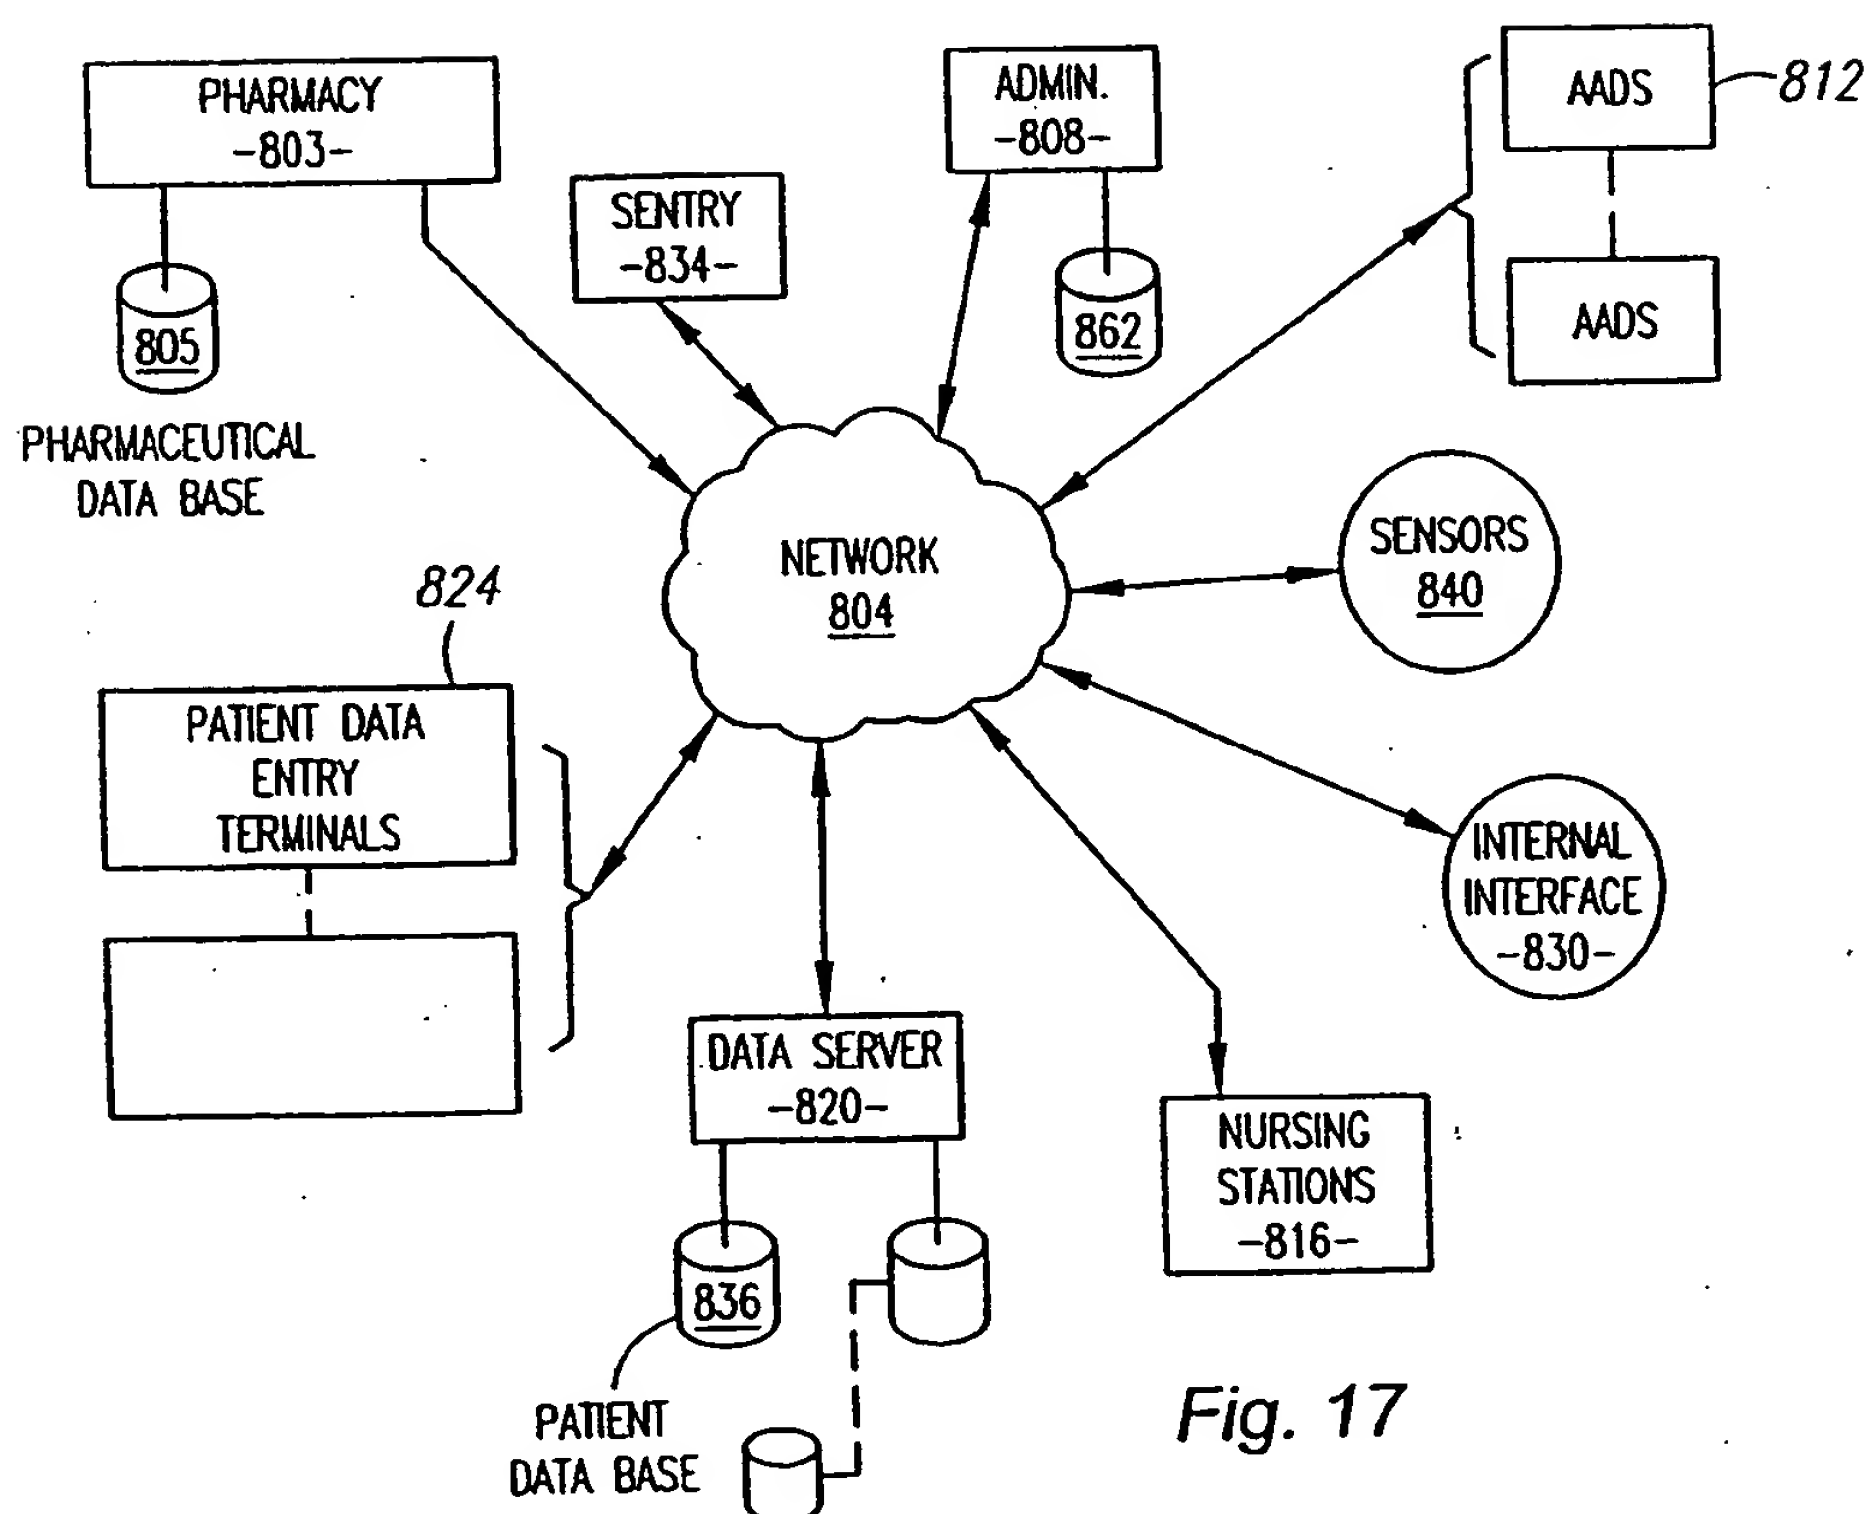 PHARMACY
-803-
805
PHARMACEUTICAL
DATA BASE
SENTRY
-834-
ADMIN.
-808-
862
AADS
812
AADS
NETWORK
804
SENSORS
840
824
PATIENT DATA
ENTRY
TERMINALS
INTERNAL
INTERFACE
-830-
DATA SERVER
-820-
836
PATIENT
DATA BASE
NURSING
STATIONS
-816-
Fig. 17